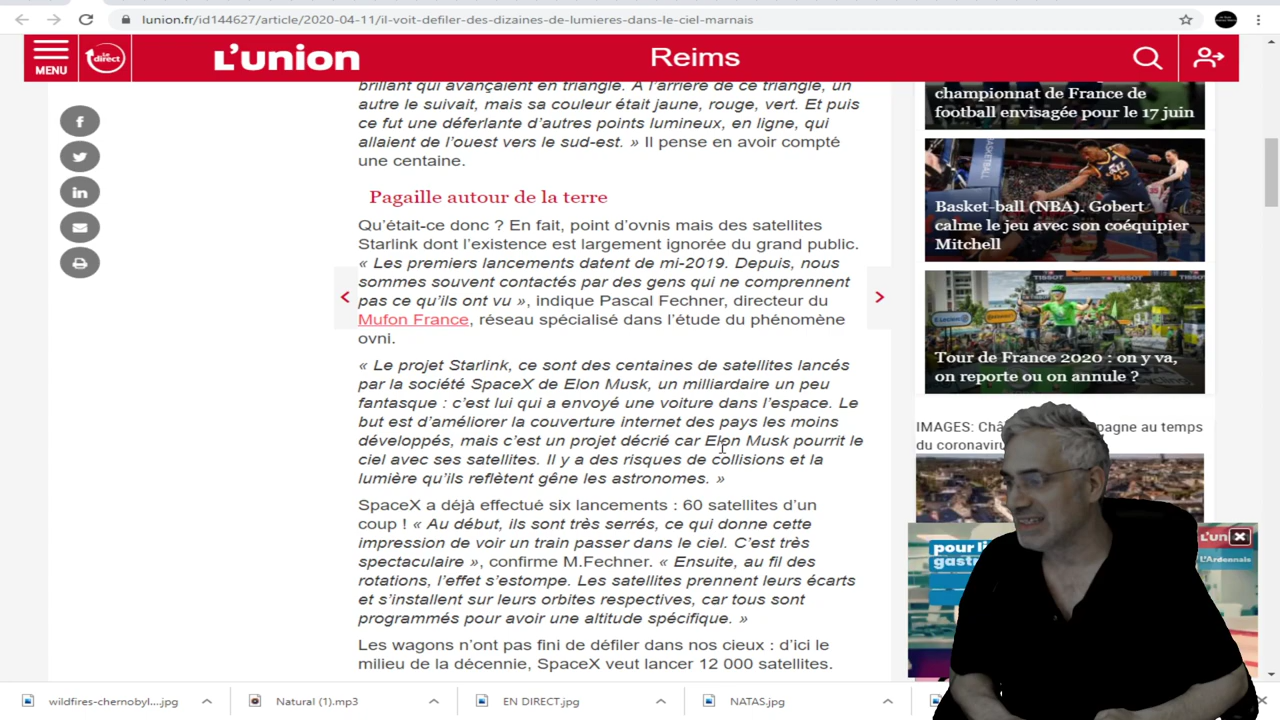 lunion.fr/id144627/article/2020-04-11/il-voit-defiler-des-dizaines-de-lumieres-dans-le-ciel-marnais
MENU
Le direct
L'union
Reims
brillant qui avançaient en triangle. À l'arrière de ce triangle, un
autre le suivait, mais sa couleur était jaune, rouge, vert. Et puis
ce fut une déferlante d'autres points lumineux, en ligne, qui
allaient de l'ouest vers le sud-est. » Il pense en avoir compté
une centaine.
Pagaille autour de la terre
Qu'était-ce donc ? En fait, point d'ovnis mais des satellites
Starlink dont l'existence est largement ignorée du grand public.
« Les premiers lancements datent de mi-2019. Depuis, nous
sommes souvent contactés par des gens qui ne comprennent
pas ce qu'ils ont vu », indique Pascal Fechner, directeur du
Mufon France, réseau spécialisé dans l'étude du phénomène
ovni.
« Le projet Starlink, ce sont des centaines de satellites lancés
par la société SpaceX de Elon Musk, un milliardaire un peu
fantasque : c'est lui qui a envoyé une voiture dans l'espace. Le
but est d'améliorer la couverture internet des pays les moins
développés, mais c'est un projet décrié car Elon Musk pourrit le
ciel avec ses satellites. Il y a des risques de collisions et la
lumière qu'ils reflètent gêne les astronomes. »
SpaceX a déjà effectué six lancements : 60 satellites d'un
coup ! « Au début, ils sont très serrés, ce qui donne cette
impression de voir un train passer dans le ciel. C'est très
spectaculaire », confirme M.Fechner. « Ensuite, au fil des
rotations, l'effet s'estompe. Les satellites prennent leurs écarts
et s'installent sur leurs orbites respectives, car tous sont
programmés pour avoir une altitude spécifique. »
Les wagons n'ont pas fini de défiler dans nos cieux : d'ici le
milieu de la décennie, SpaceX veut lancer 12 000 satellites.
championnat de France de
football envisagée pour le 17 juin
Basket-ball (NBA). Gobert
calme le jeu avec son coéquipier
Mitchell
Tour de France 2020 : on y va,
on reporte ou on annule ?
IMAGES: pagne au temps
du
pour
L'Ardennais
wildfires-chernobyl....jpg
Natural (1).mp3
EN DIRECT.jpg
NATAS.jpg